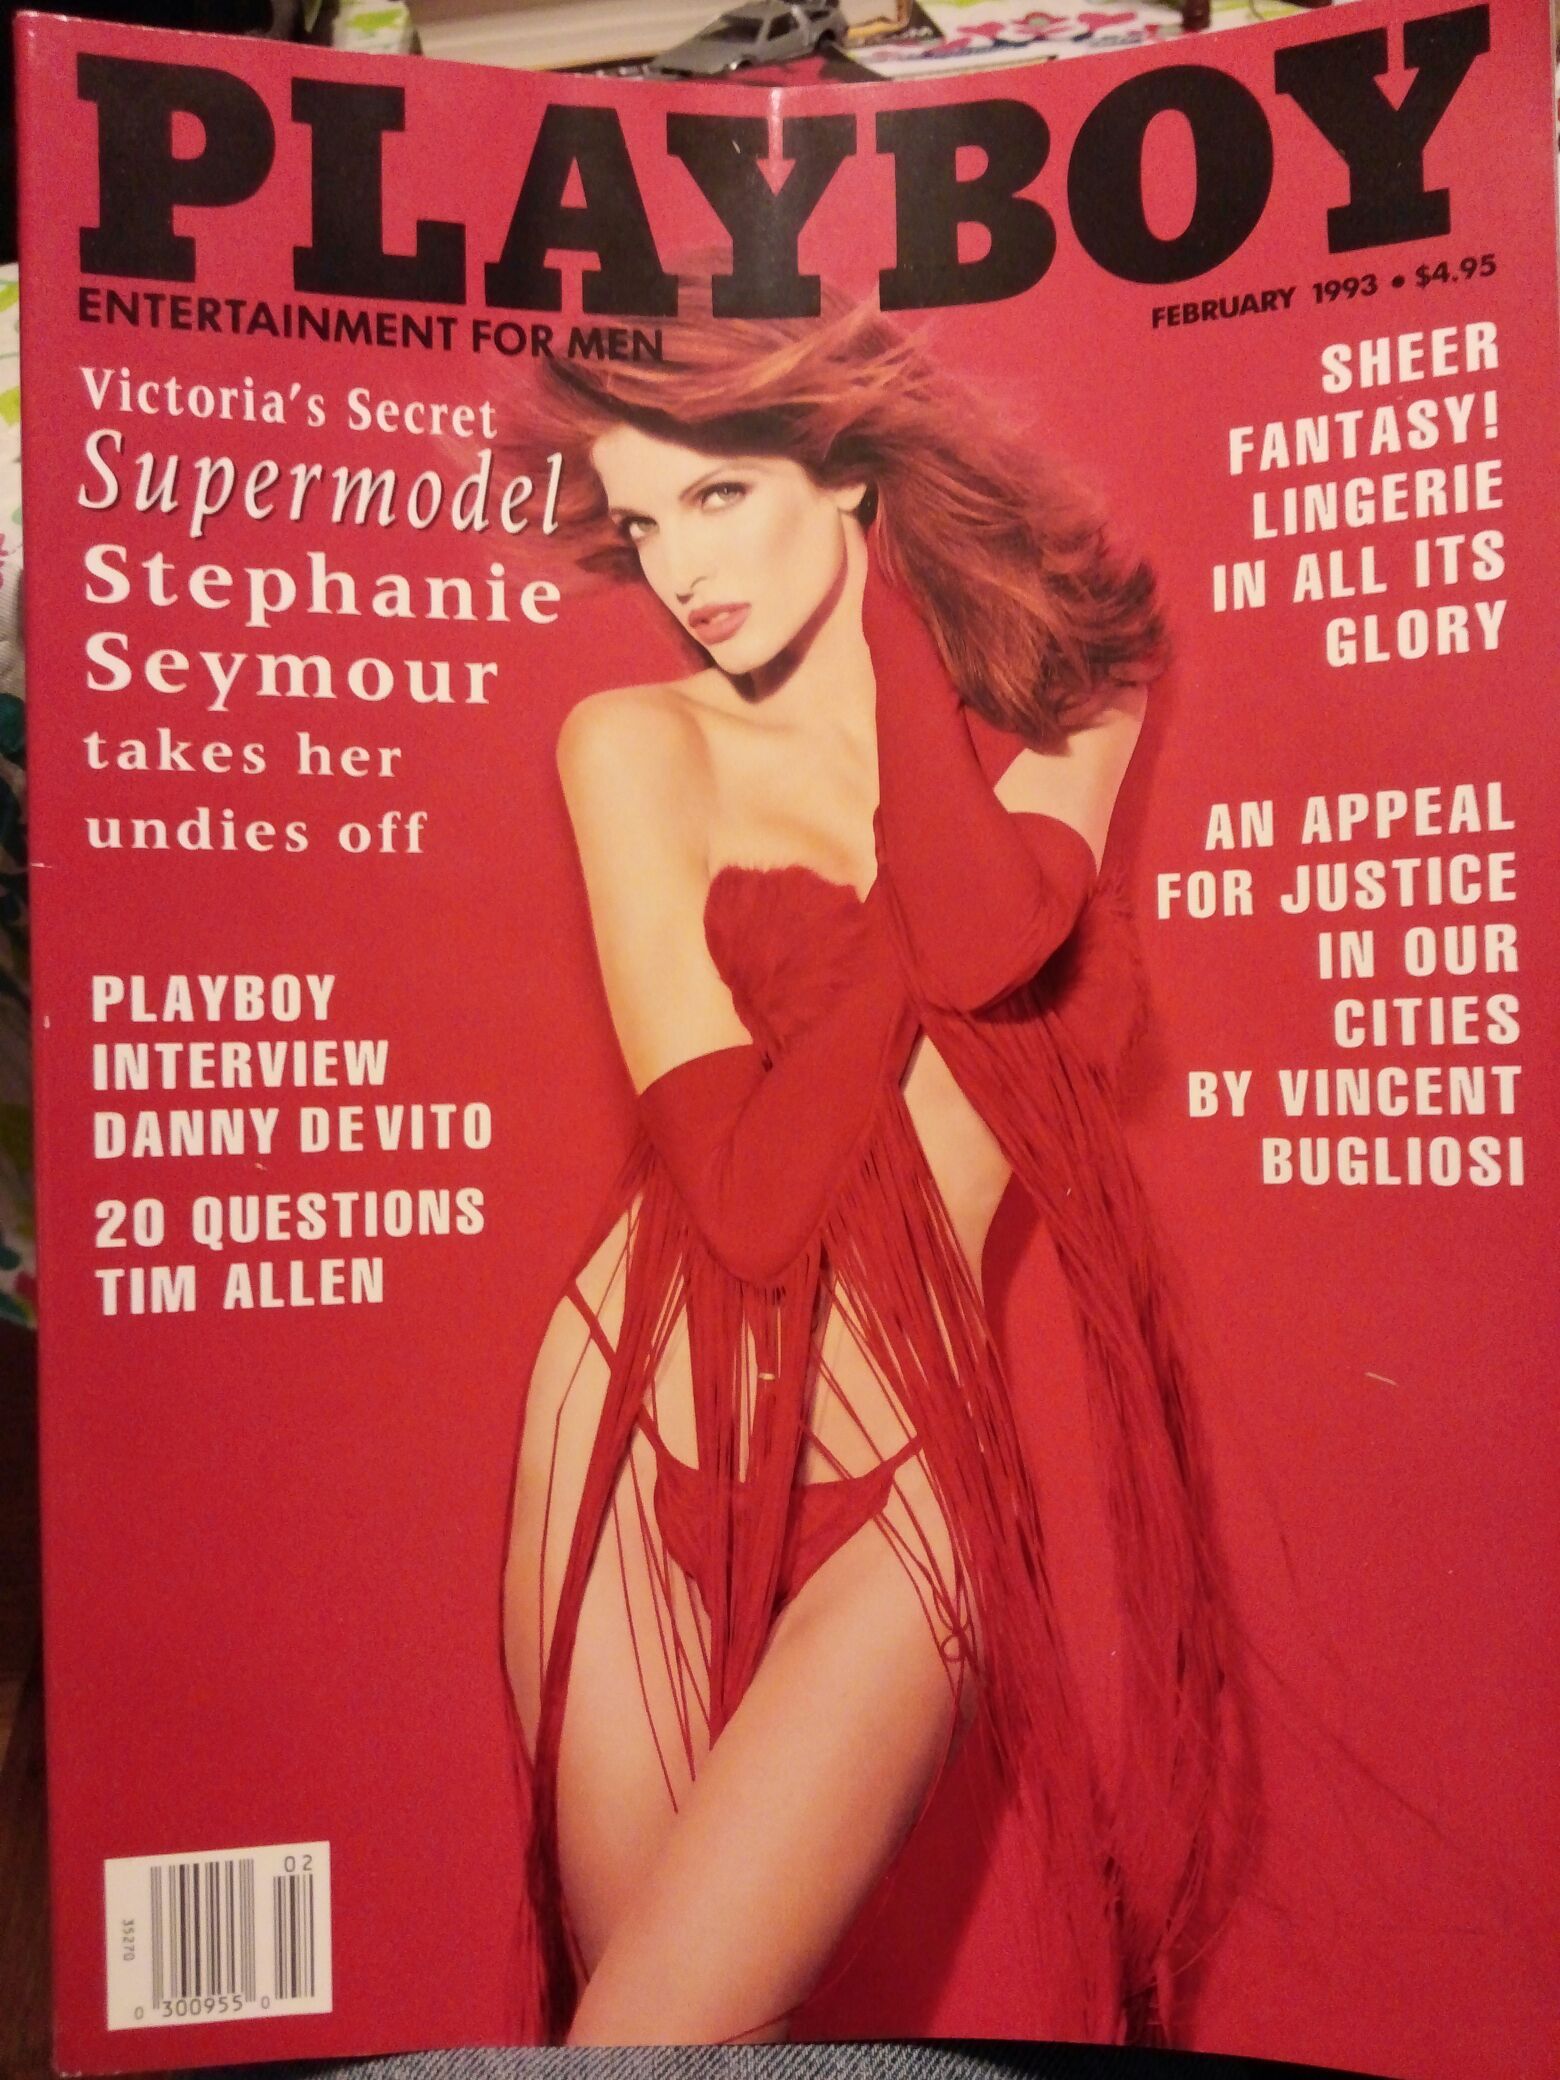 PLAYBOY
ENTERTAINMENT FOR MEN
FEBRUARY 1993 • $4.95
Victoria's Secret
Supermodel
Stephanie
Seymour
takes her
undies off
PLAYBOY
INTERVIEW
DANNY DEVITO
20 QUESTIONS
TIM ALLEN
SHEER
FANTASY!
LINGERIE
IN ALL ITS
GLORY
AN APPEAL
FOR JUSTICE
IN OUR
CITIES
BY VINCENT
BUGLIOSI
02
35270
0 300955 0